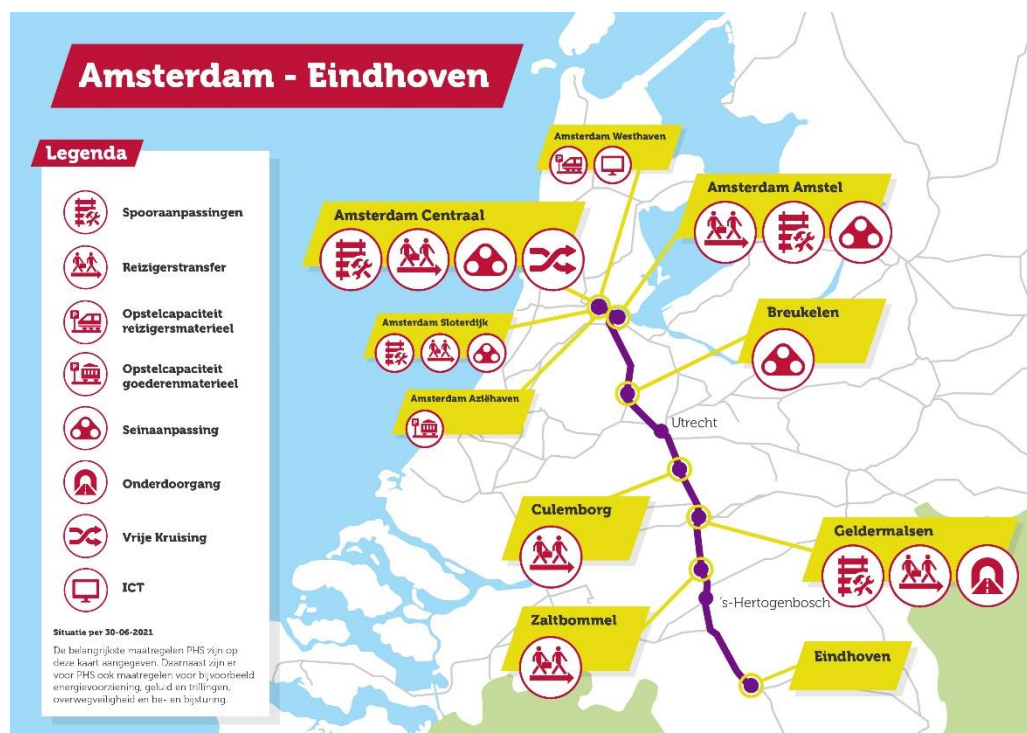 Amsterdam - Eindhoven
Legenda
Spooraanpassingen
Reizigerstransfer
Opstelcapaciteit
reizigersmaterieel
Opstelcapaciteit
goederenmaterieel
Seinaanpassing
Onderdoorgang
Vrije Kruising
ICT
Situatie per 30-06-2021
De belangrijkste maatregelen PHS zijn op
deze kaart aangegeven. Daarnaast zijn er
voor PHS ook maatregelen voor bijvoorbeeld
energievoorziening, geluid en trillingen,
overwegveiligheid en be- en bijsturing.
Amsterdam Westhaven
P
Amsterdam Centraal
Amsterdam Amstel
Amsterdam Sloterdijk
Breukelen
Amsterdam Aziëhaven
P
Utrecht
Culemborg
Geldermalsen
's-Hertogenbosch
Zaltbommel
Eindhoven